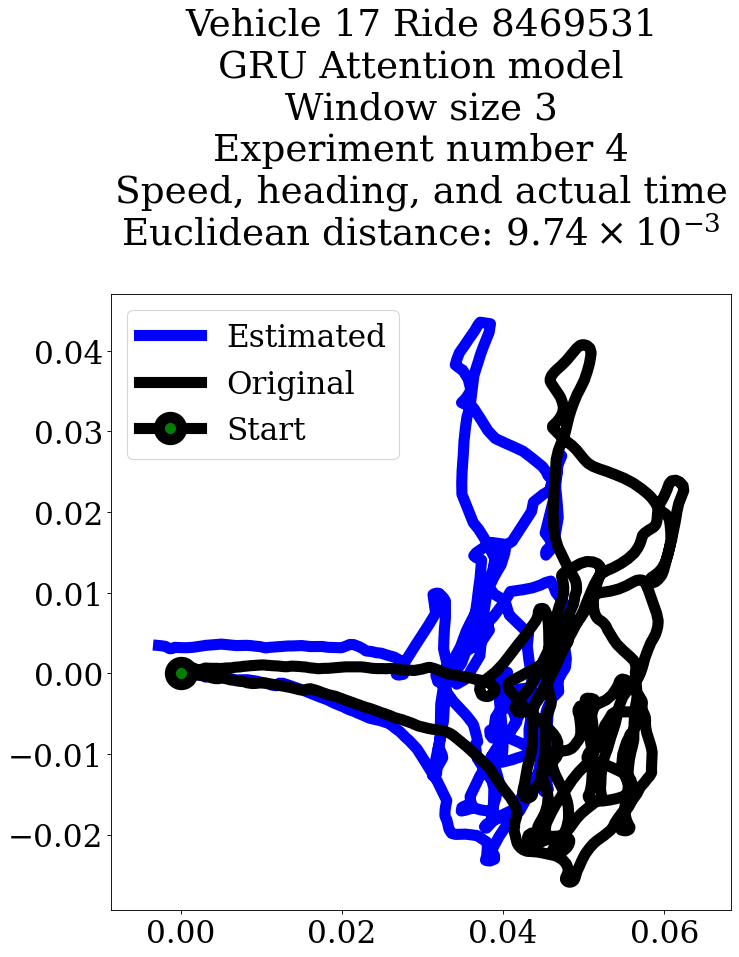 Vehicle 17 Ride 8469531
GRU Attention model
Window size 3
Experiment number 4
Speed, heading, and actual time
Euclidean distance: 9.74 × 10⁻³
Estimated
Original
Start
0.04
0.03
0.02
0.01
0.00
−0.01
−0.02
0.00 0.02 0.04 0.06